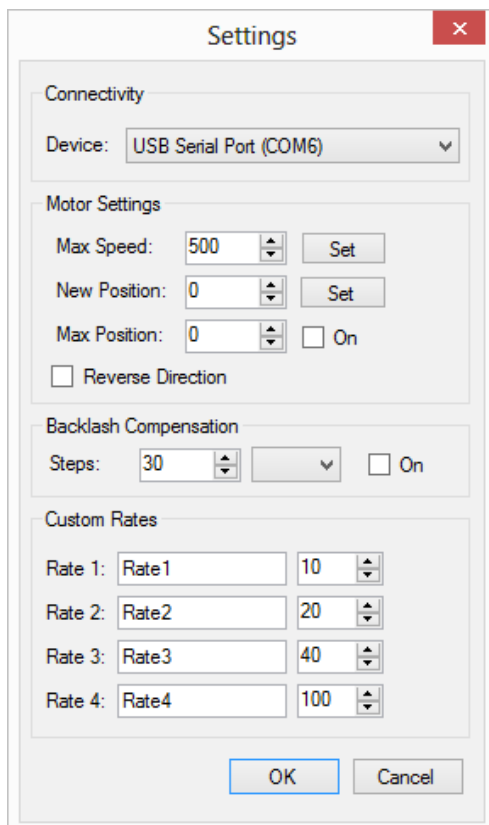 Settings
Connectivity
Device: USB Serial Port (COM6)
Motor Settings
Max Speed: 500 Set
New Position: 0 Set
Max Position: 0 On
Reverse Direction
Backlash Compensation
Steps: 30 On
Custom Rates
Rate 1: Rate1 10
Rate 2: Rate2 20
Rate 3: Rate3 40
Rate 4: Rate4 100
OK Cancel